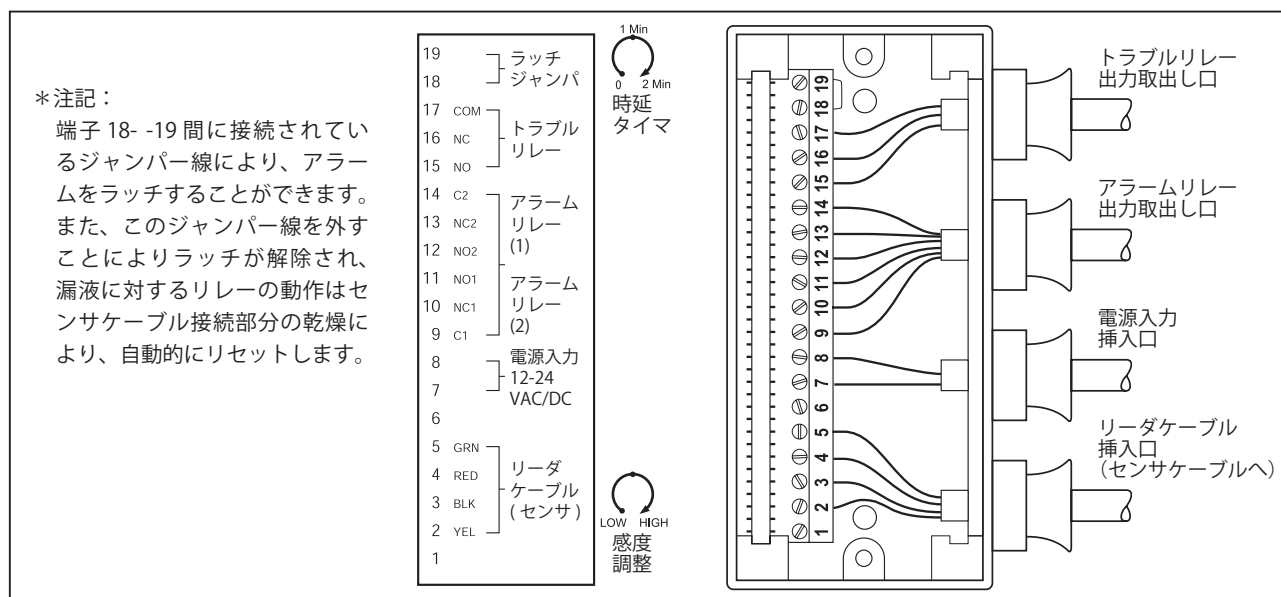 ＊注記：
端子 18- -19 間に接続されてい
るジャンパー線により、アラー
ムをラッチすることができます。
また、このジャンパー線を外す
ことによりラッチが解除され、
漏液に対するリレーの動作はセ
ンサケーブル接続部分の乾燥に
より、自動的にリセットします。
19
18
ラッチ
ジャンパ
17 COM
16 NC
15 NO
トラブル
リレー
14 C2
13 NC2
12 NO2
アラーム
リレー
(1)
11 NO1
10 NC1
9 C1
アラーム
リレー
(2)
8
7
電源入力
12-24
VAC/DC
6
5 GRN
4 RED
3 BLK
2 YEL
リーダ
ケーブル
( センサ )
1
1 Min
0 2 Min
時延
タイマ
LOW HIGH
感度
調整
19
18
17
16
15
14
13
12
11
10
9
8
7
6
5
4
3
2
1
トラブルリレー
出力取出し口
アラームリレー
出力取出し口
電源入力
挿入口
リーダケーブル
挿入口
（センサケーブルへ）